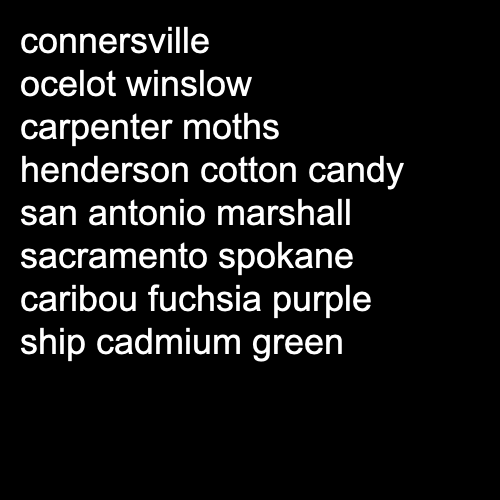 connersville
ocelot winslow
carpenter moths
henderson cotton candy
san antonio marshall
sacramento spokane
caribou fuchsia purple
ship cadmium green